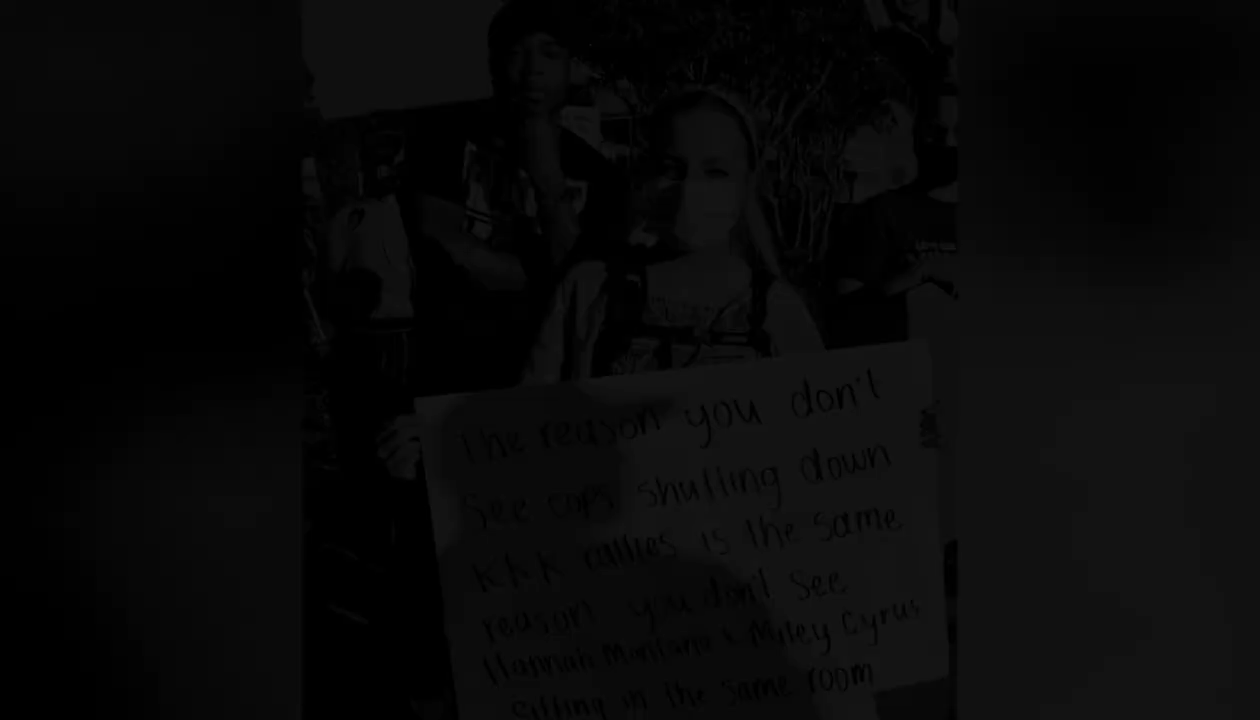 The reason you don't
See cops shutting down
KKK rallies is the same
reason you don't see
Hannah Montana & Miley Cyrus
sitting in the same room